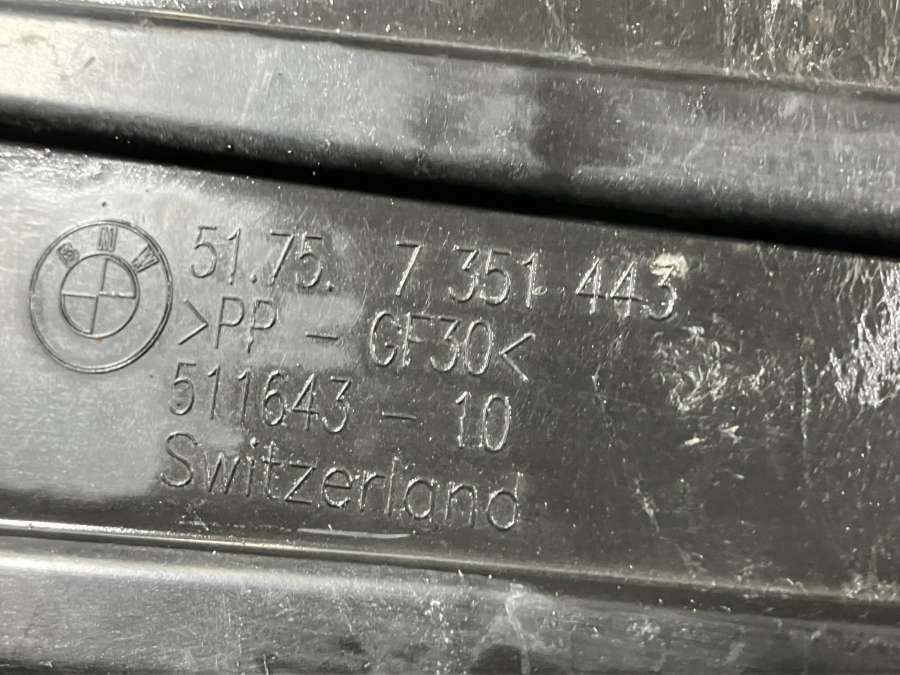 BMW
51.75. 7 351 443
>PP - GF30<
511643 - 10
Switzerland